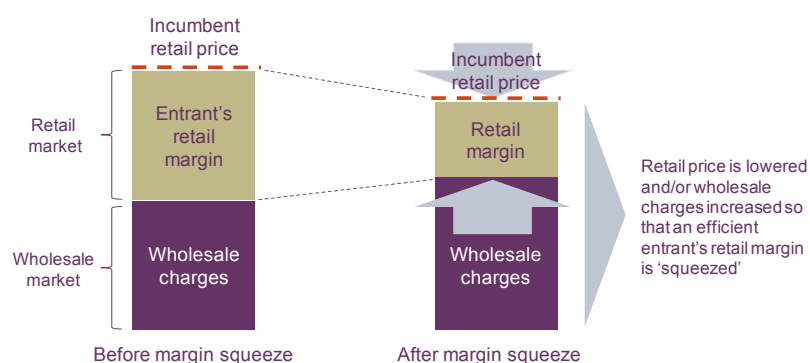 Incumbent
retail price
Retail
market
Entrant's
retail
margin
Wholesale
market
Wholesale
charges
Before margin squeeze
Incumbent
retail price
Retail
margin
Wholesale
charges
After margin squeeze
Retail price is lowered
and/or wholesale
charges increased so
that an efficient
entrant's retail margin
is 'squeezed'